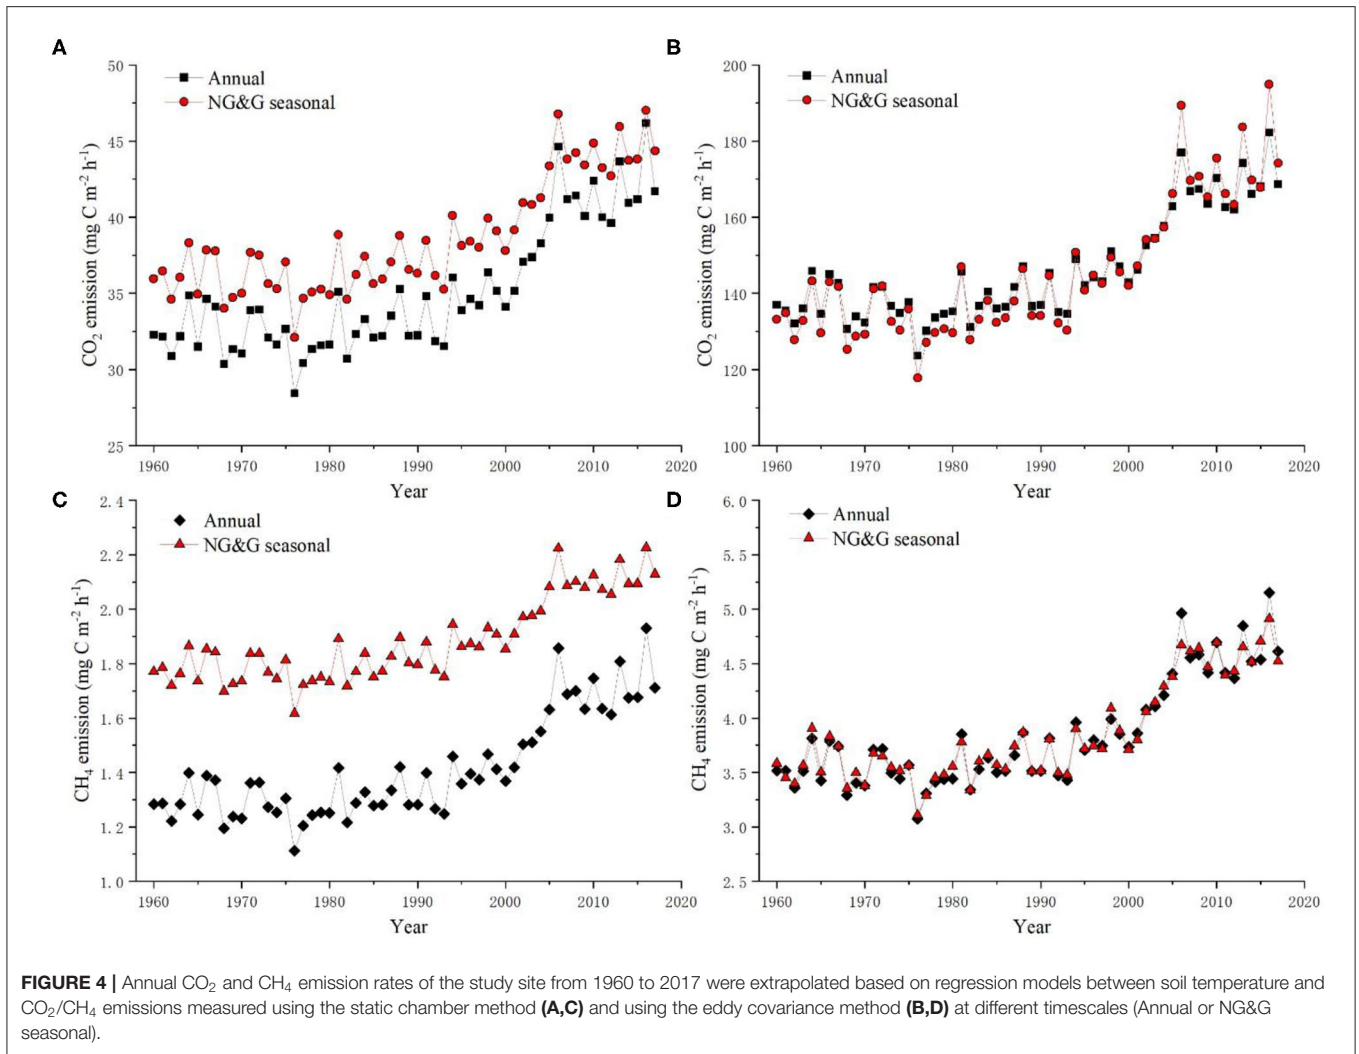 A
50
45
40
35
30
25
CO2 emission (mg C m-2 h-1)
Annual
NG&G seasonal
1960 1970 1980 1990 2000 2010 2020
Year
B
200
180
160
140
120
100
CO2 emission (mg C m-2 h-1)
Annual
NG&G seasonal
1960 1970 1980 1990 2000 2010 2020
Year
C
2.4
2.2
2.0
1.8
1.6
1.4
1.2
1.0
CH4 emission (mg C m-2 h-1)
Annual
NG&G seasonal
1960 1970 1980 1990 2000 2010 2020
Year
D
6.0
5.5
5.0
4.5
4.0
3.5
3.0
2.5
CH4 emission (mg C m-2 h-1)
Annual
NG&G seasonal
1960 1970 1980 1990 2000 2010 2020
Year
FIGURE 4 | Annual CO2 and CH4 emission rates of the study site from 1960 to 2017 were extrapolated based on regression models between soil temperature and
CO2/CH4 emissions measured using the static chamber method (A,C) and using the eddy covariance method (B,D) at different timescales (Annual or NG&G
seasonal).